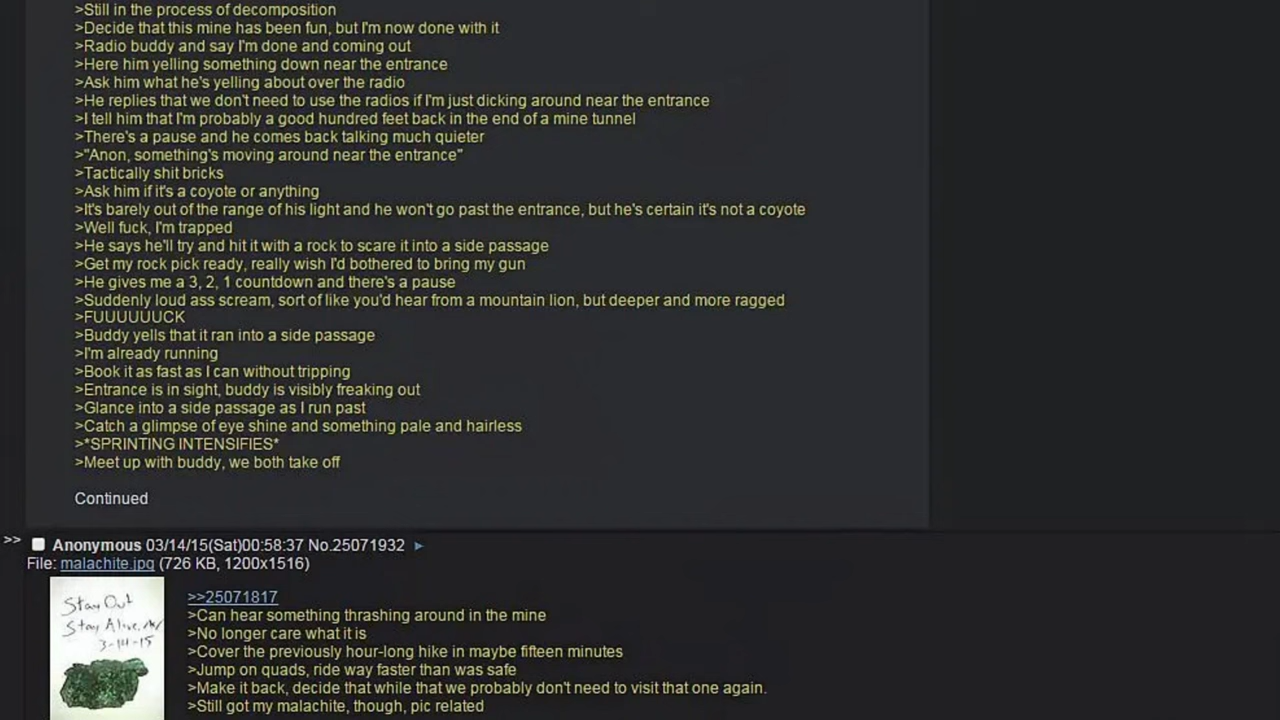 >Still in the process of decomposition
>Decide that this mine has been fun, but I'm now done with it
>Radio buddy and say I'm done and coming out
>Here him yelling something down near the entrance
>Ask him what he's yelling about over the radio
>He replies that we don't need to use the radios if I'm just dicking around near the entrance
>I tell him that I'm probably a good hundred feet back in the end of a mine tunnel
>There's a pause and he comes back talking much quieter
>"Anon, something's moving around near the entrance"
>Tactically shit bricks
>Ask him if it's a coyote or anything
>It's barely out of the range of his light and he won't go past the entrance, but he's certain it's not a coyote
>Well fuck, I'm trapped
>He says he'll try and hit it with a rock to scare it into a side passage
>Get my rock pick ready, really wish I'd bothered to bring my gun
>He gives me a 3, 2, 1 countdown and there's a pause
>Suddenly loud ass scream, sort of like you'd hear from a mountain lion, but deeper and more ragged
>FUUUUUUCK
>Buddy yells that it ran into a side passage
>I'm already running
>Book it as fast as I can without tripping
>Entrance is in sight, buddy is visibly freaking out
>Glance into a side passage as I run past
>Catch a glimpse of eye shine and something pale and hairless
>*SPRINTING INTENSIFIES*
>Meet up with buddy, we both take off
Continued
>> Anonymous 03/14/15(Sat)00:58:37 No.25071932 ▶
File: malachite.jpg (726 KB, 1200x1516)
Stay Out
Stay Alive,
3-14-15
>>25071817
>Can hear something thrashing around in the mine
>No longer care what it is
>Cover the previously hour-long hike in maybe fifteen minutes
>Jump on quads, ride way faster than was safe
>Make it back, decide that while that we probably don't need to visit that one again.
>Still got my malachite, though, pic related